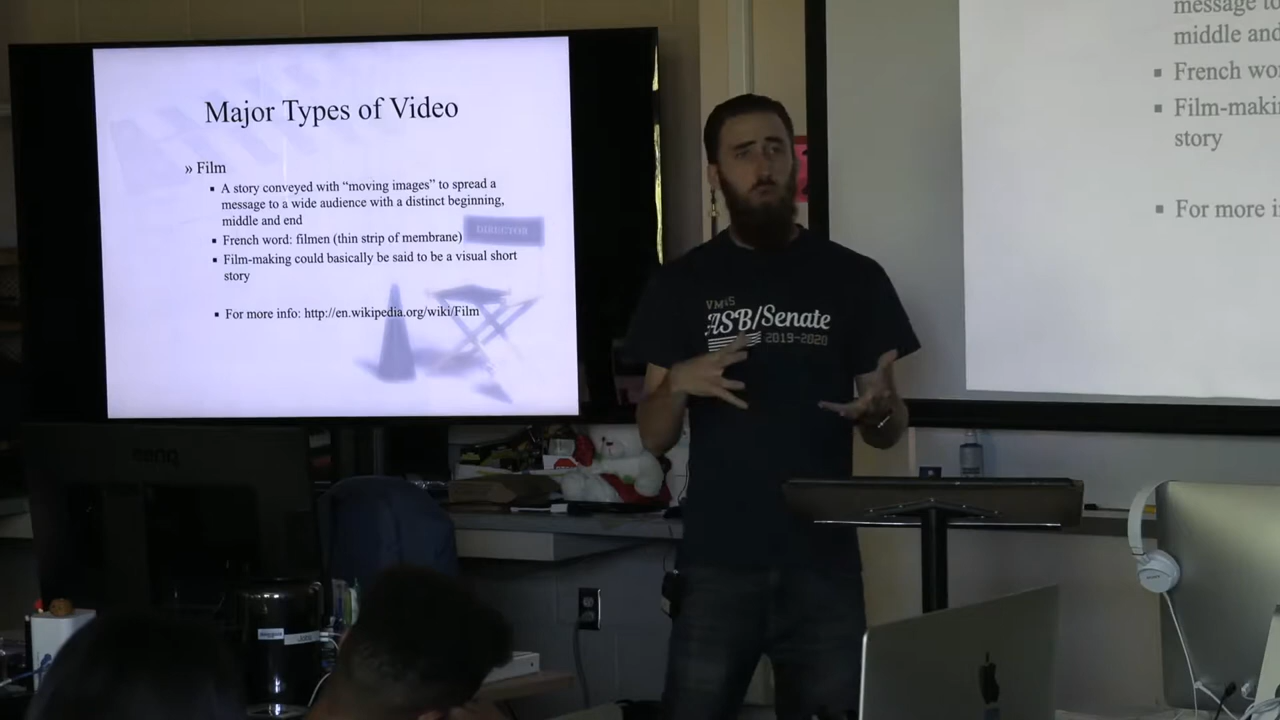 Major Types of Video
» Film
▪ A story conveyed with “moving images” to spread a
message to a wide audience with a distinct beginning,
middle and end
▪ French word: filmen (thin strip of membrane)
DIRECTOR
▪ Film-making could basically be said to be a visual short
story
▪ For more info: http://en.wikipedia.org/wiki/Film
message to
middle and
▪ French wo
▪ Film-maki
story
▪ For more i
ASB/Senate
2019-2020
BenQ